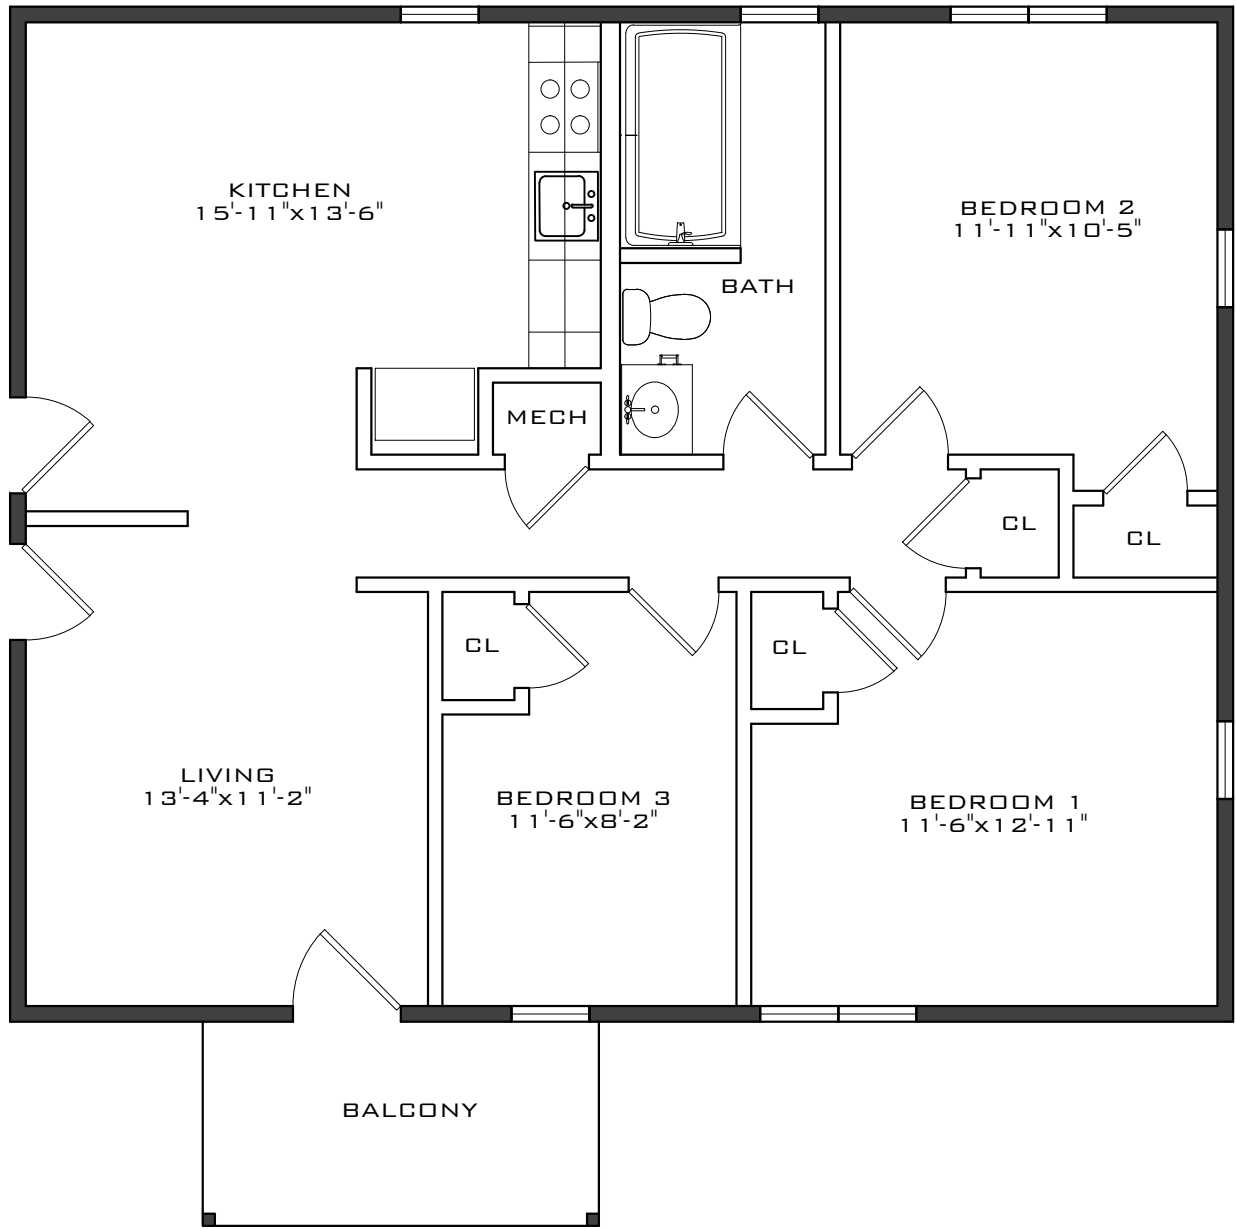 KITCHEN
15'-11"x13'-6"
BEDROOM 2
11'-11"x10'-5"
BATH
MECH
CL
CL
CL
CL
LIVING
13'-4"x11'-2"
BEDROOM 3
11'-6"x8'-2"
BEDROOM 1
11'-6"x12'-11"
BALCONY